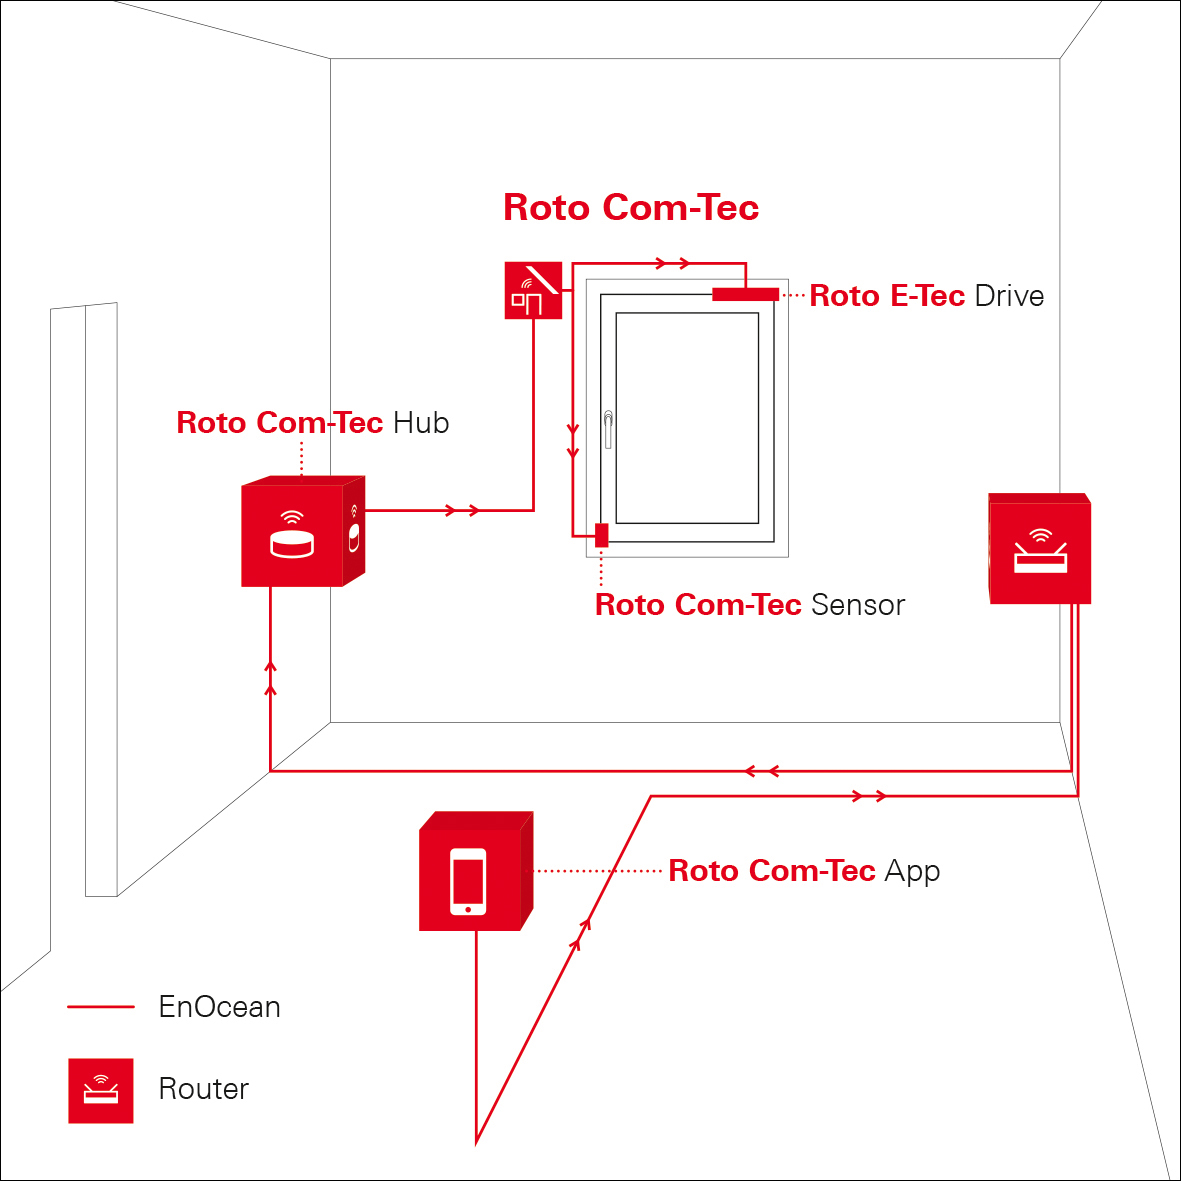 Roto Com-Tec
Roto E-Tec Drive
Roto Com-Tec Hub
Roto Com-Tec Sensor
Roto Com-Tec App
EnOcean
Router